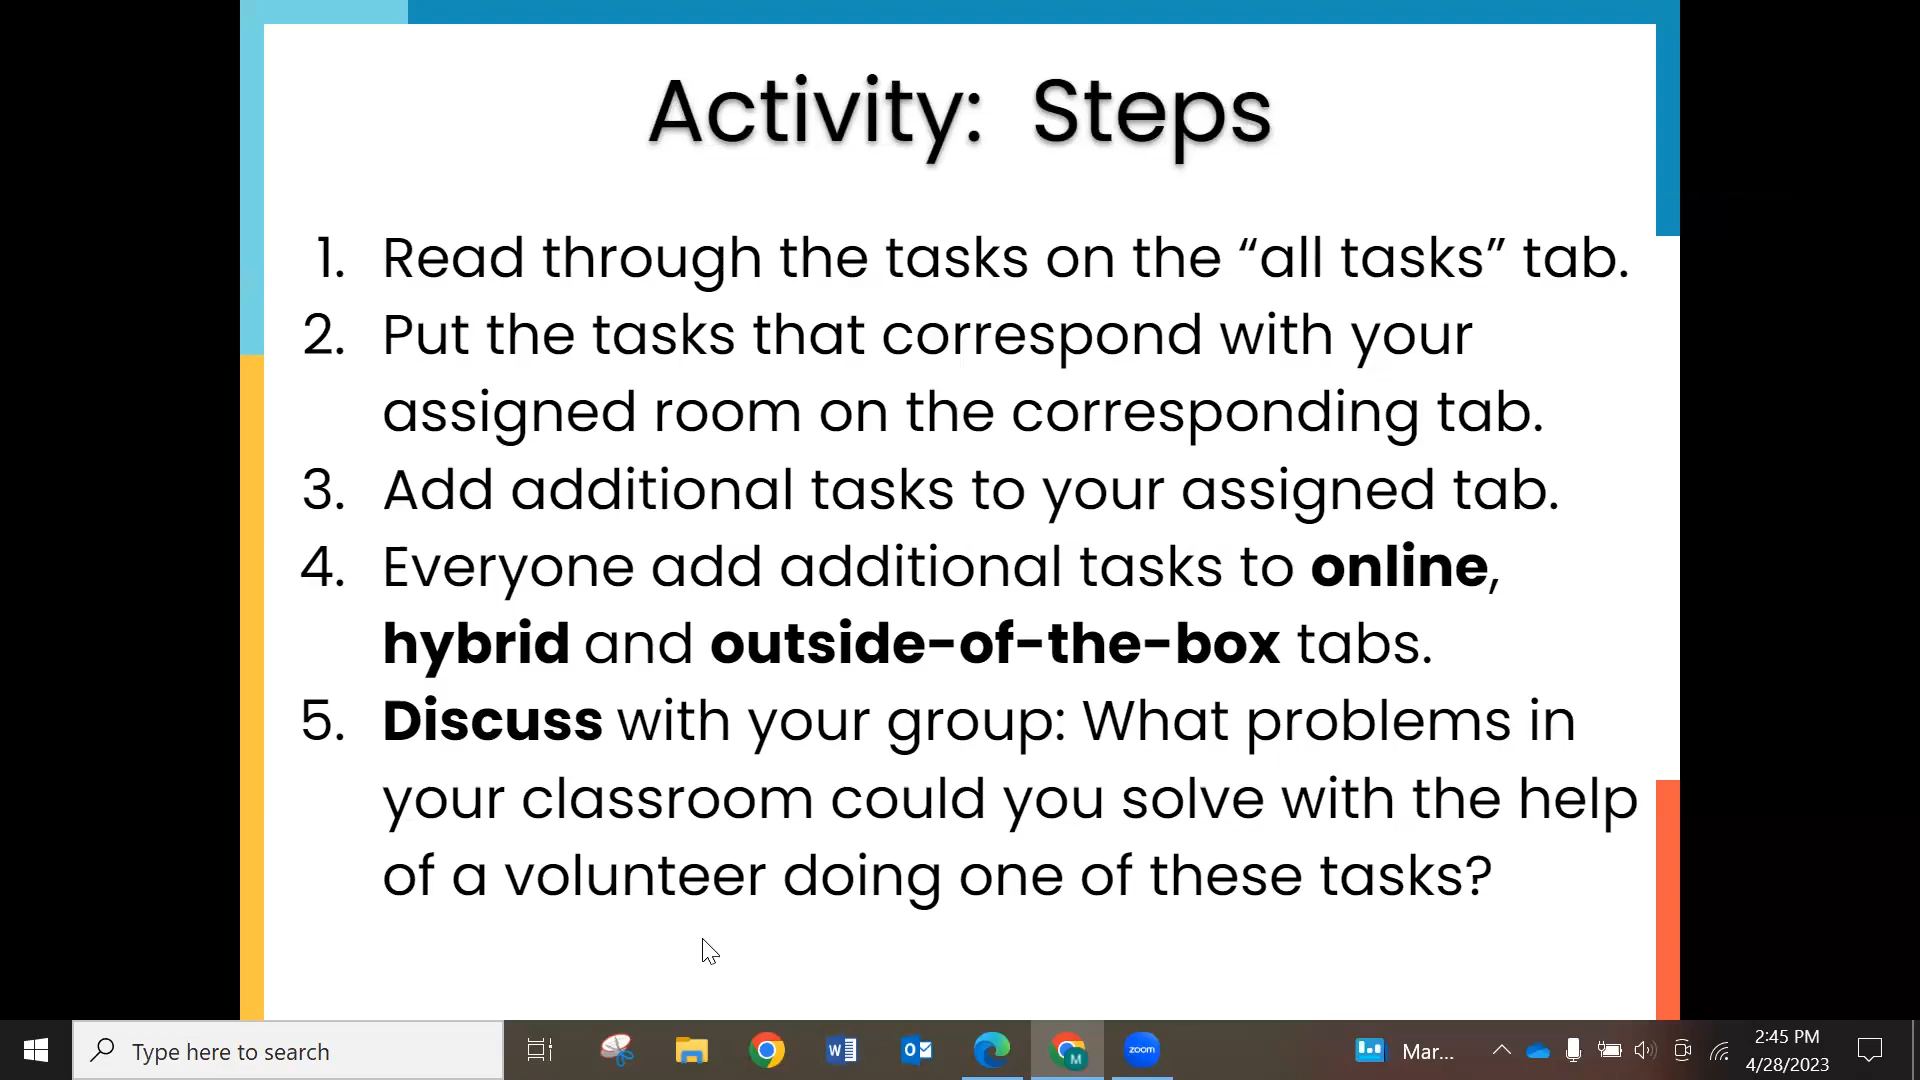 Activity: Steps
1. Read through the tasks on the “all tasks” tab.
2. Put the tasks that correspond with your
assigned room on the corresponding tab.
3. Add additional tasks to your assigned tab.
4. Everyone add additional tasks to online,
hybrid and outside-of-the-box tabs.
5. Discuss with your group: What problems in
your classroom could you solve with the help
of a volunteer doing one of these tasks?
Type here to search
zoom
M
Mar...
2:45 PM
4/28/2023